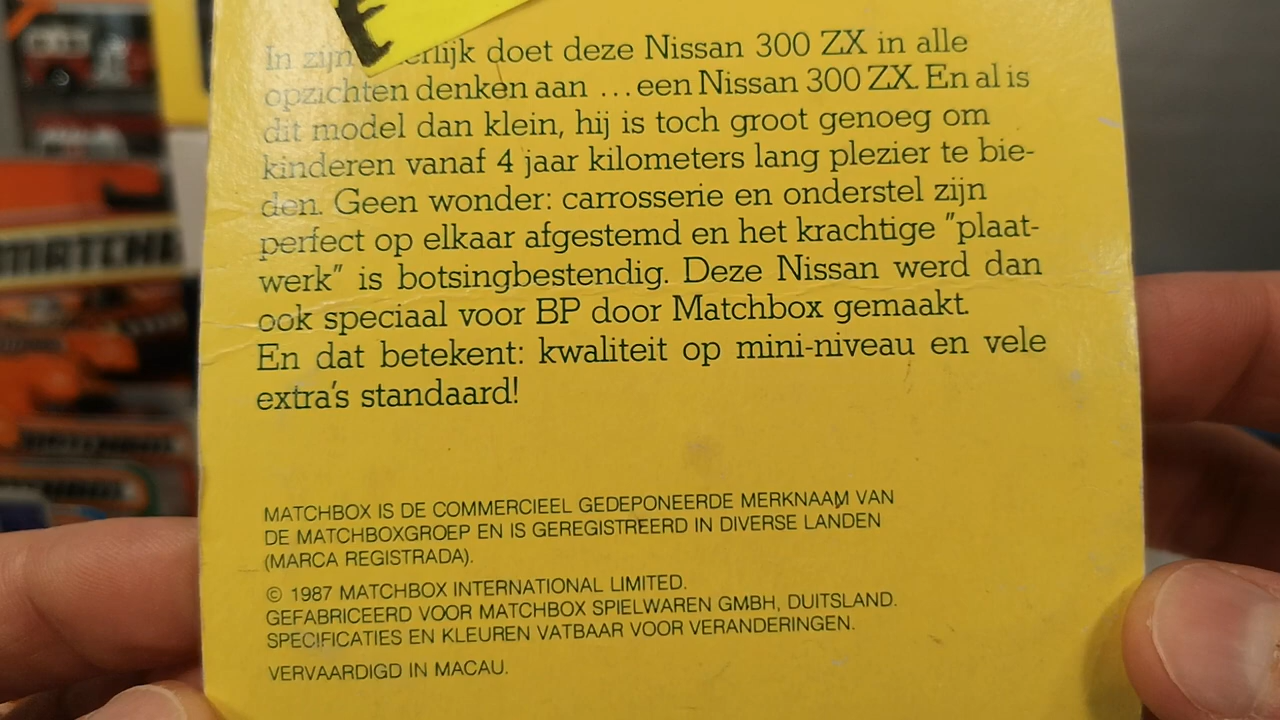 E
In zijn doet deze Nissan 300 ZX in alle
opzichten denken aan ...een Nissan 300 ZX. En al is
dit model dan klein, hij is toch groot genoeg om
kinderen vanaf 4 jaar kilometers lang plezier te bie-
den. Geen wonder: carrosserie en onderstel zijn
perfect op elkaar afgestemd en het krachtige "plaat-
werk" is botsingbestendig. Deze Nissan werd dan
ook speciaal voor BP door Matchbox gemaakt.
En dat betekent: kwaliteit op mini-niveau en vele
extra's standaard!
MATCHBOX IS DE COMMERCIEEL GEDEPONEERDE MERKNAAM VAN
DE MATCHBOXGROEP EN IS GEREGISTREERD IN DIVERSE LANDEN
(MARCA REGISTRADA).
© 1987 MATCHBOX INTERNATIONAL LIMITED.
GEFABRICEERD VOOR MATCHBOX SPIELWAREN GMBH, DUITSLAND.
SPECIFICATIES EN KLEUREN VATBAAR VOOR VERANDERINGEN.
VERVAARDIGD IN MACAU.